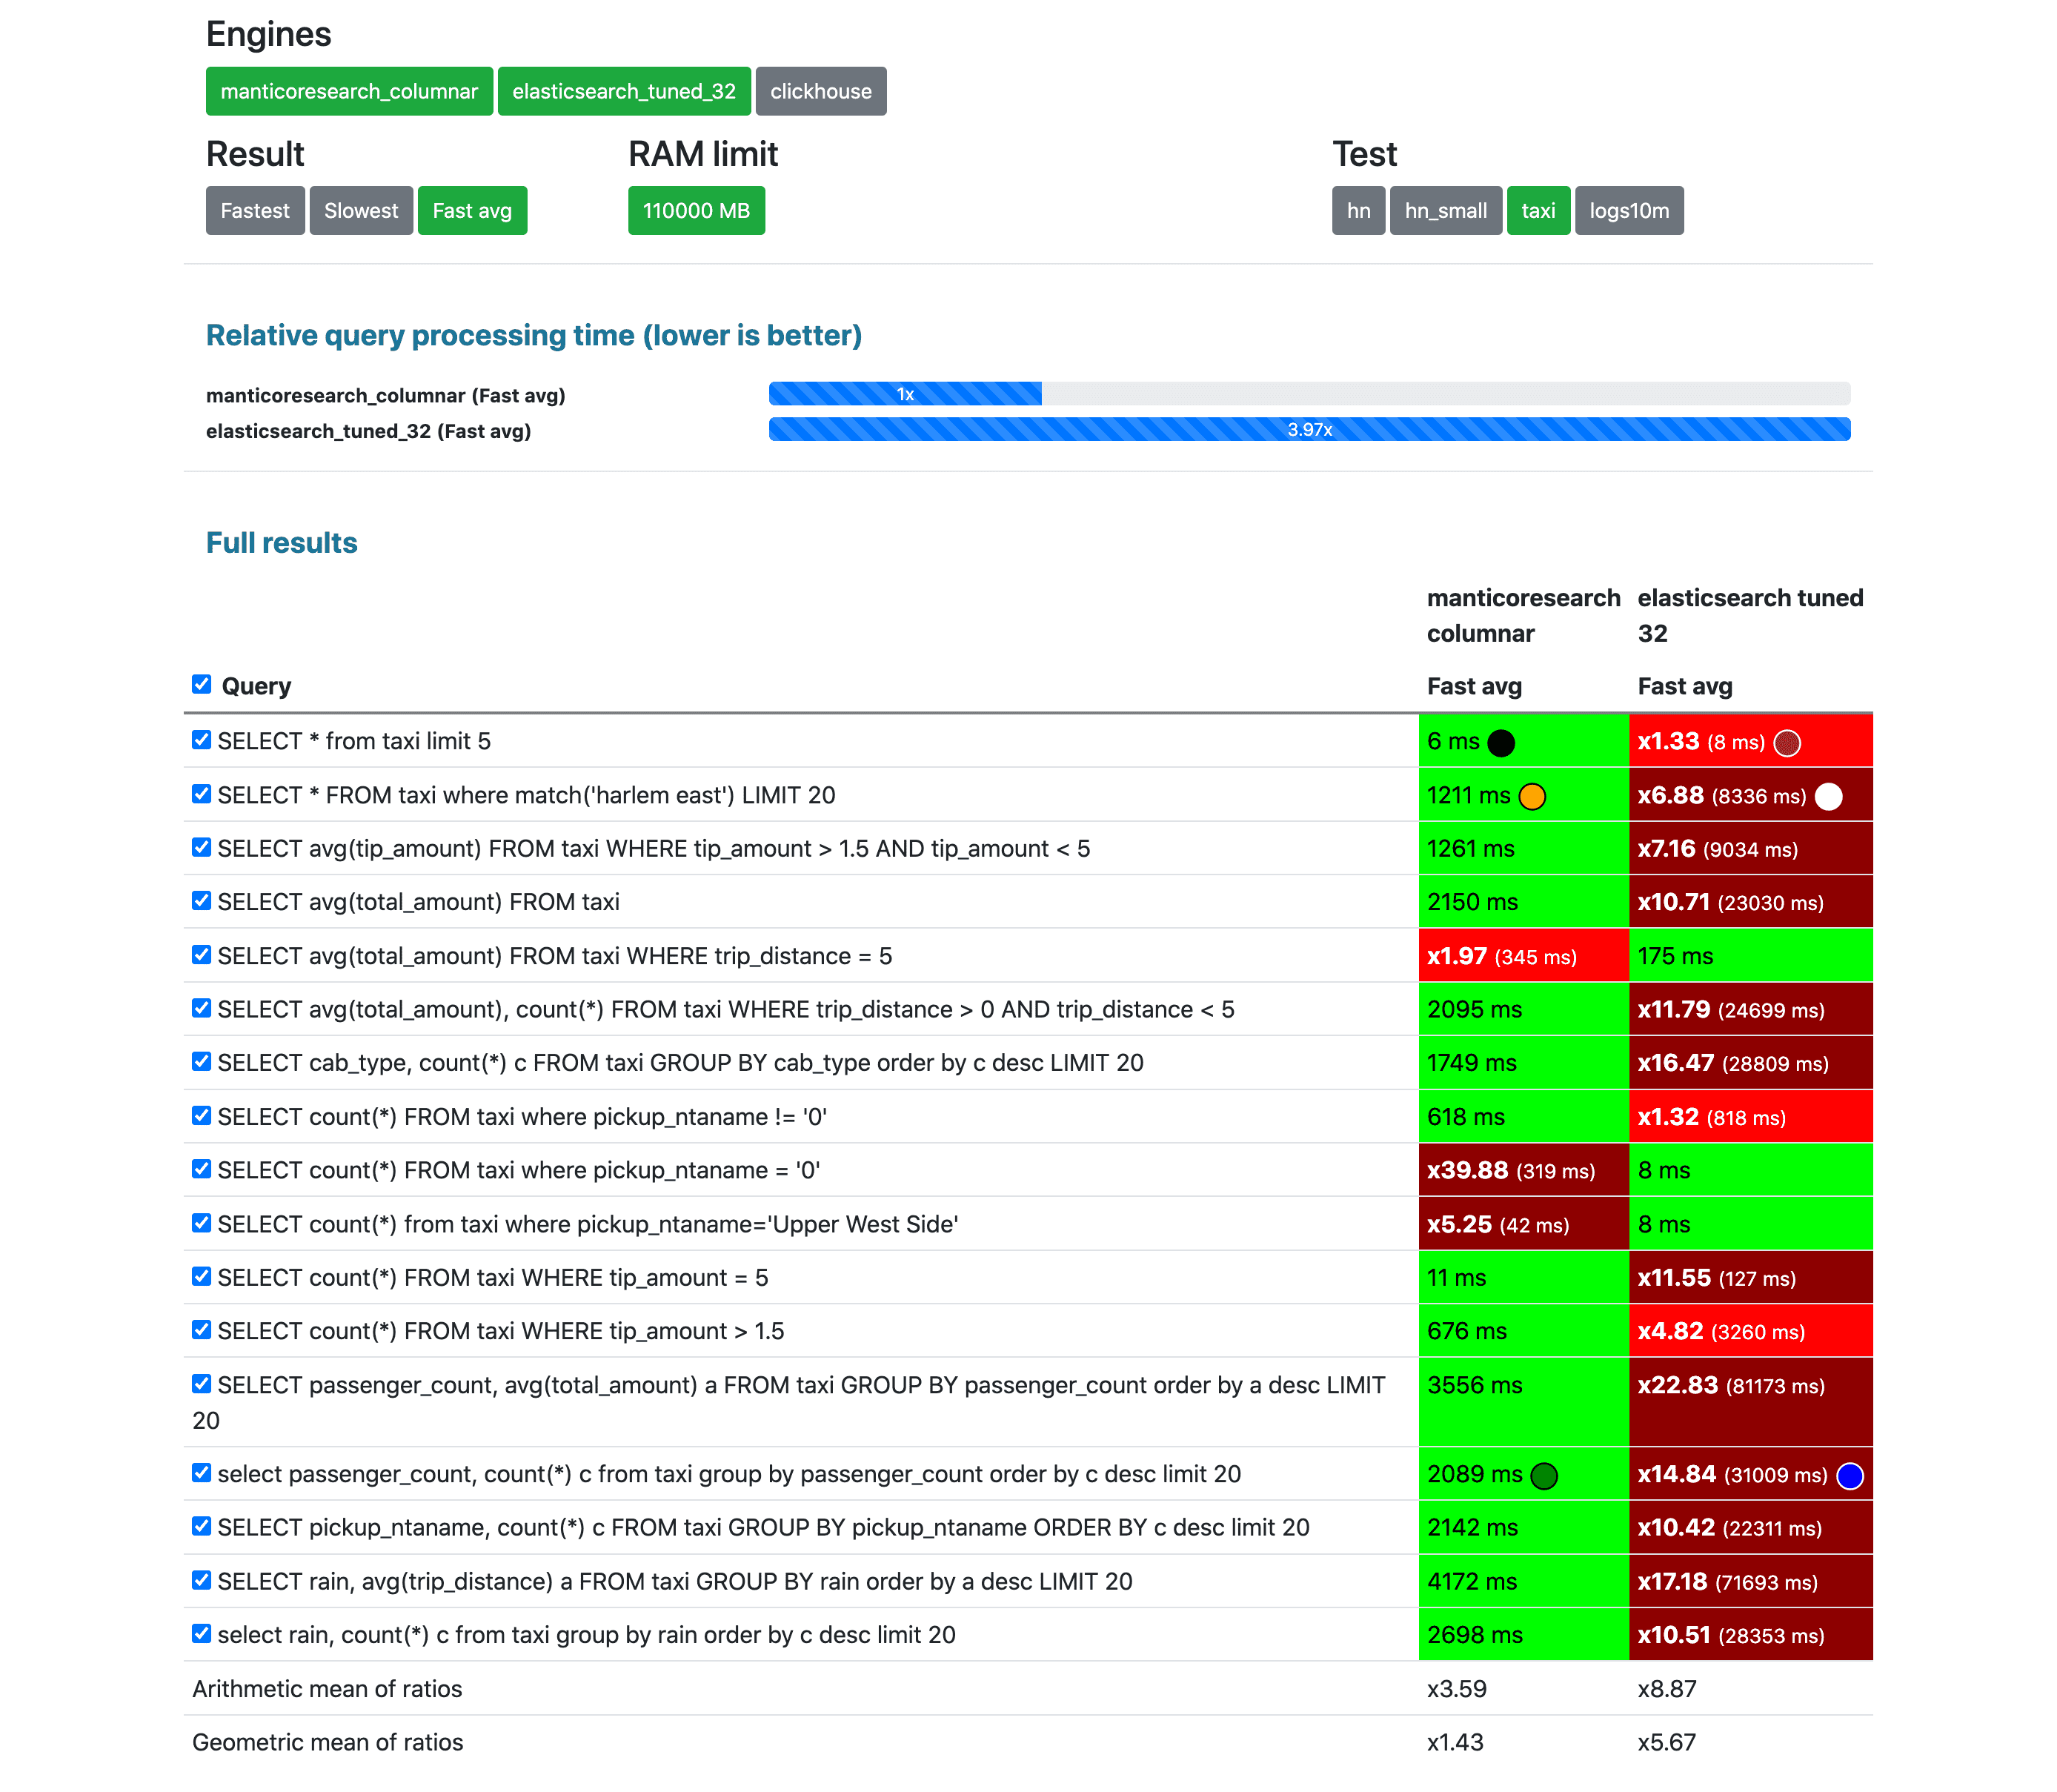 Engines
manticoresearch_columnar elasticsearch_tuned_32 clickhouse
Result RAM limit Test
Fastest Slowest Fast avg 110000 MB hn hn_small taxi logs10m
Relative query processing time (lower is better)
manticoresearch_columnar (Fast avg) 1x
elasticsearch_tuned_32 (Fast avg) 3.97x
Full results
manticoresearch elasticsearch tuned
columnar 32
Query Fast avg Fast avg
SELECT * from taxi limit 5 6 ms x1.33 (8 ms)
SELECT * FROM taxi where match('harlem east') LIMIT 20 1211 ms x6.88 (8336 ms)
SELECT avg(tip_amount) FROM taxi WHERE tip_amount > 1.5 AND tip_amount < 5 1261 ms x7.16 (9034 ms)
SELECT avg(total_amount) FROM taxi 2150 ms x10.71 (23030 ms)
SELECT avg(total_amount) FROM taxi WHERE trip_distance = 5 x1.97 (345 ms) 175 ms
SELECT avg(total_amount), count(*) FROM taxi WHERE trip_distance > 0 AND trip_distance < 5 2095 ms x11.79 (24699 ms)
SELECT cab_type, count(*) c FROM taxi GROUP BY cab_type order by c desc LIMIT 20 1749 ms x16.47 (28809 ms)
SELECT count(*) FROM taxi where pickup_ntaname != '0' 618 ms x1.32 (818 ms)
SELECT count(*) FROM taxi where pickup_ntaname = '0' x39.88 (319 ms) 8 ms
SELECT count(*) from taxi where pickup_ntaname='Upper West Side' x5.25 (42 ms) 8 ms
SELECT count(*) FROM taxi WHERE tip_amount = 5 11 ms x11.55 (127 ms)
SELECT count(*) FROM taxi WHERE tip_amount > 1.5 676 ms x4.82 (3260 ms)
SELECT passenger_count, avg(total_amount) a FROM taxi GROUP BY passenger_count order by a desc LIMIT 3556 ms x22.83 (81173 ms)
20
select passenger_count, count(*) c from taxi group by passenger_count order by c desc limit 20 2089 ms x14.84 (31009 ms)
SELECT pickup_ntaname, count(*) c FROM taxi GROUP BY pickup_ntaname ORDER BY c desc limit 20 2142 ms x10.42 (22311 ms)
SELECT rain, avg(trip_distance) a FROM taxi GROUP BY rain order by a desc LIMIT 20 4172 ms x17.18 (71693 ms)
select rain, count(*) c from taxi group by rain order by c desc limit 20 2698 ms x10.51 (28353 ms)
Arithmetic mean of ratios x3.59 x8.87
Geometric mean of ratios x1.43 x5.67